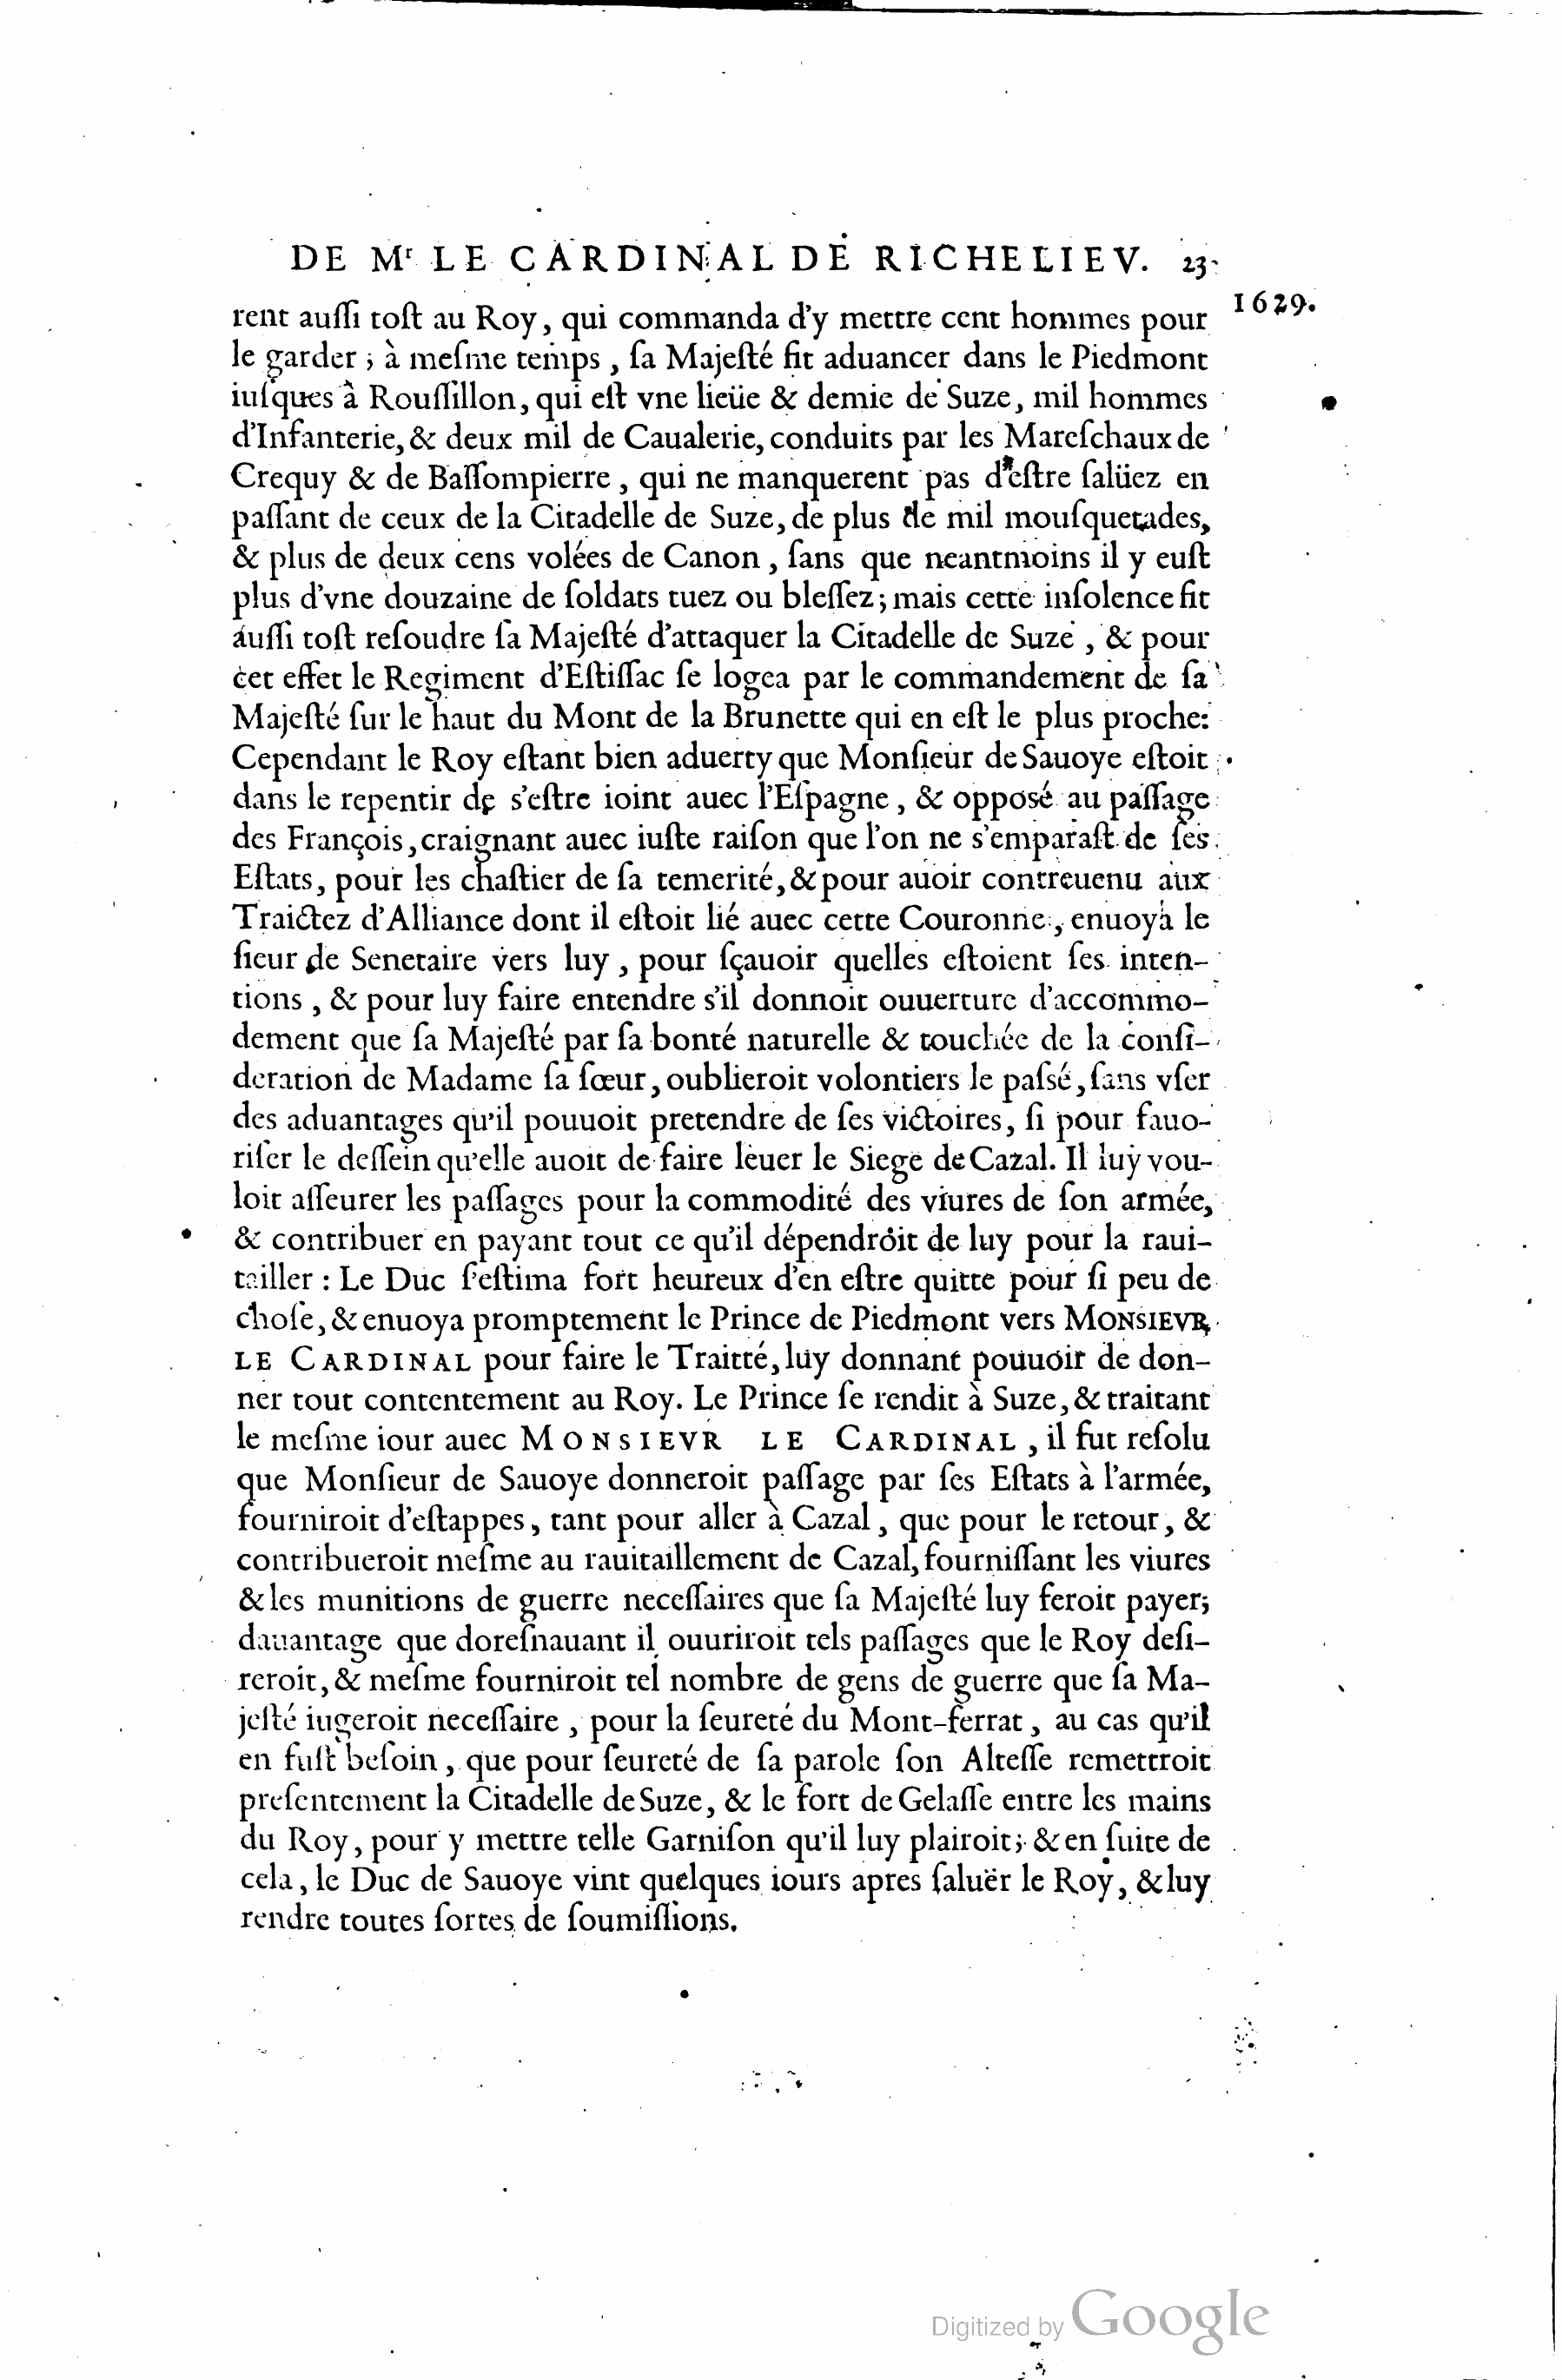 DE Mr LE CARDINAL DE RICHELIEV. 23
1629.
rent auſſi toſt au Roy, qui commanda d'y mettre cent hommes pour
le garder ; à meſme temps , ſa Majeſté fit aduancer dans le Piedmont
iuſques à Rouſſillon, qui eſt vne lieüe & demie de Suze, mil hommes
d'Infanterie, & deux mil de Caualerie, conduits par les Mareſchaux de
Crequy & de Baſſompierre , qui ne manquerent pas d'eſtre ſalüez en
paſſant de ceux de la Citadelle de Suze, de plus de mil mouſquetades,
& plus de deux cens volées de Canon , ſans que neantmoins il y euſt
plus d'vne douzaine de ſoldats tuez ou bleſſez ; mais cette inſolence fit
auſſi toſt reſoudre ſa Majeſté d'attaquer la Citadelle de Suze , & pour
cet effet le Regiment d'Eſtiſſac ſe logea par le commandement de ſa
Majeſté ſur le haut du Mont de la Brunette qui en eſt le plus proche:
Cependant le Roy eſtant bien aduerty que Monſieur de Sauoye eſtoit
dans le repentir de s'eſtre ioint auec l'Eſpagne , & opposé au paſſage
des François, craignant auec iuſte raiſon que l'on ne s'emparaſt de ſes
Eſtats, pour les chaſtier de ſa temerité, & pour auoir contreuenu aux
Traictez d'Alliance dont il eſtoit lié auec cette Couronne , enuoya le
ſieur de Senetaire vers luy , pour ſçauoir quelles eſtoient ſes inten-
tions , & pour luy faire entendre s'il donnoit ouuerture d'accommo-
dement que ſa Majeſté par ſa bonté naturelle & touchée de la conſi-
deration de Madame ſa ſœur, oublieroit volontiers le paſsé, ſans vſer
des aduantages qu'il pouuoit pretendre de ſes victoires, ſi pour fauo-
riſer le deſſein qu'elle auoit de faire leuer le Siege de Cazal. Il luy vou-
loit aſſeurer les paſſages pour la commodité des viures de ſon armée,
& contribuer en payant tout ce qu'il dépendroit de luy pour la raui-
tailler : Le Duc ſ'eſtima fort heureux d'en eſtre quitte pour ſi peu de
choſe, & enuoya promptement le Prince de Piedmont vers MONSIEVR
LE CARDINAL pour faire le Traitté, luy donnant pouuoir de don-
ner tout contentement au Roy. Le Prince ſe rendit à Suze, & traitant
le meſme iour auec MONSIEVR LE CARDINAL , il fut reſolu
que Monſieur de Sauoye donneroit paſſage par ſes Eſtats à l'armée,
fourniroit d'eſtappes, tant pour aller à Cazal , que pour le retour, &
contribueroit meſme au rauitaillement de Cazal, fourniſſant les viures
& les munitions de guerre neceſſaires que ſa Majeſté luy feroit payer;
dauantage que doreſnauant il ouuriroit tels paſſages que le Roy deſi-
reroit, & meſme fourniroit tel nombre de gens de guerre que ſa Ma-
jeſté iugeroit neceſſaire , pour la ſeureté du Mont-ferrat , au cas qu'il
en fuſt beſoin , que pour ſeureté de ſa parole ſon Alteſſe remettroit
preſentement la Citadelle de Suze, & le fort de Gelaſſe entre les mains
du Roy, pour y mettre telle Garniſon qu'il luy plairoit; & en ſuite de
cela, le Duc de Sauoye vint quelques iours apres ſaluër le Roy, & luy
rendre toutes ſortes de ſoumiſſions.
Digitized by Google